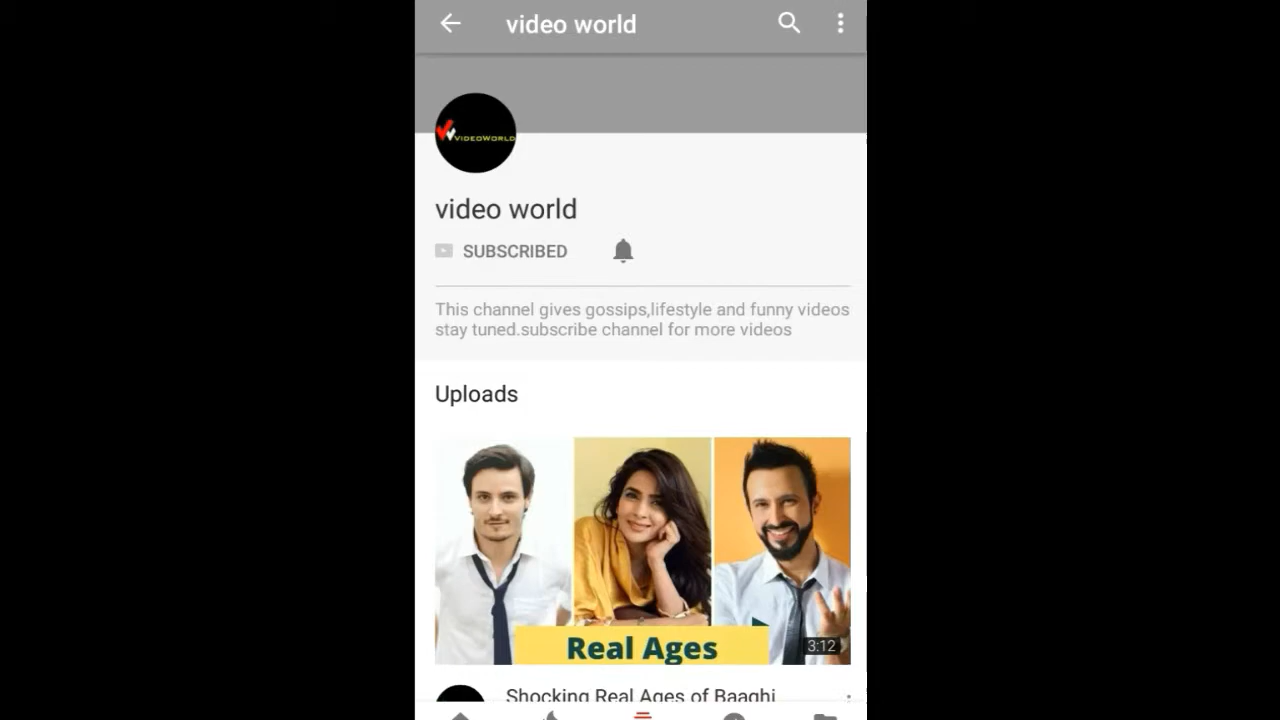 video world
VIDEOWORLD
video world
SUBSCRIBED
This channel gives gossips,lifestyle and funny videos
stay tuned.subscribe channel for more videos
Uploads
Real Ages
3:12
Shocking Real Ages of Baaghi